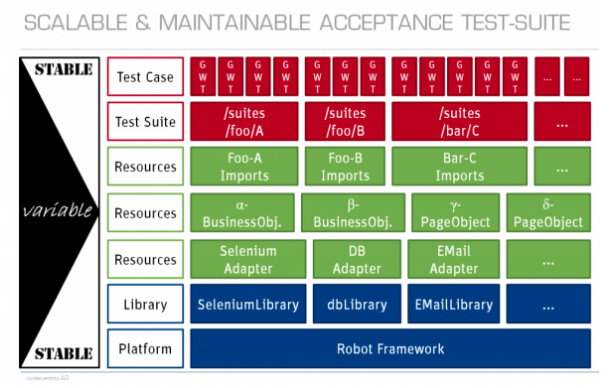 SCALABLE & MAINTAINABLE ACCEPTANCE TEST-SUITE
STABLE
variable
STABLE
Test Case
G W T
G W T
G W T
G W T
G W T
G W T
G W T
G W T
G W T
G W T
G W T
G W T
...
...
Test Suite
/suites
/foo/A
/suites
/foo/B
/suites
/bar/C
...
Resources
Foo-A
Imports
Foo-B
Imports
Bar-C
Imports
...
Resources
α-
BusinessObj.
β-
BusinessObj.
γ-
PageObject
δ-
PageObject
Resources
Selenium
Adapter
DB
Adapter
EMail
Adapter
...
Library
SeleniumLibrary
dbLibrary
EMailLibrary
...
Platform
Robot Framework
codecentric AG